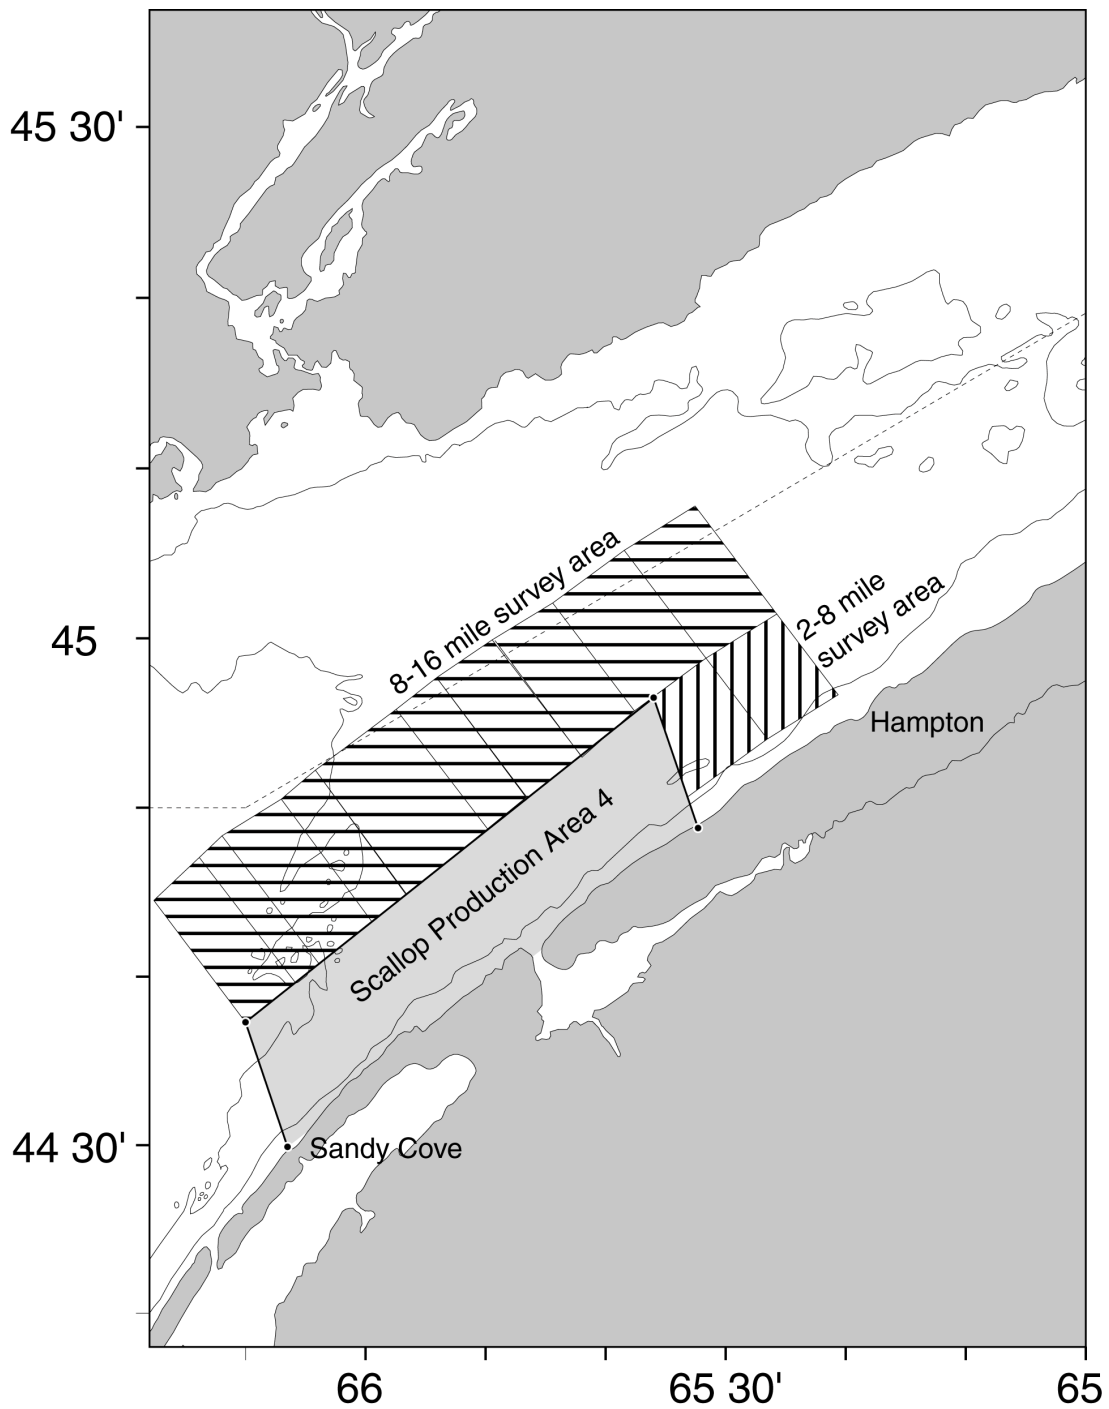 45 30'
8-16 mile survey area
2-8 mile
survey area
45
Hampton
Scallop Production Area 4
44 30'
Sandy Cove
66
65 30'
65